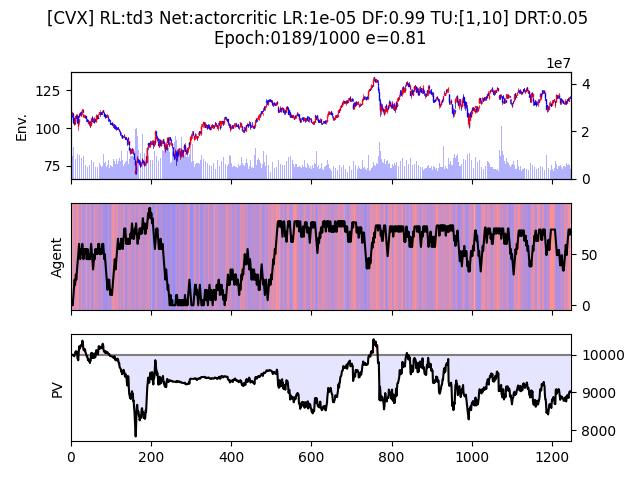 [CVX] RL:td3 Net:actorcritic LR:1e-05 DF:0.99 TU:[1,10] DRT:0.05
Epoch:0189/1000 e=0.81
1e7
Env.
125
100
75
4
2
0
Agent
50
0
PV
10000
9000
8000
0 200 400 600 800 1000 1200